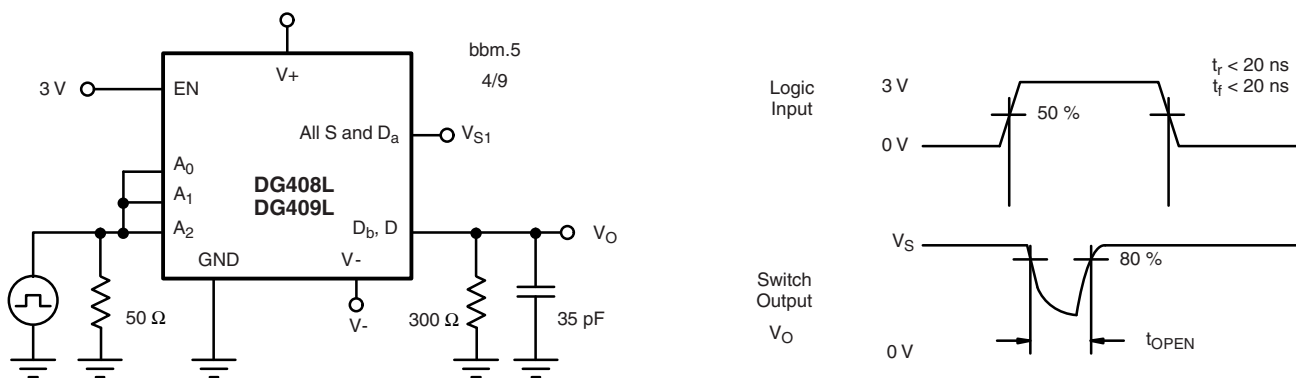 bbm.5
4/9
V+
3 V
EN
All S and Da
VS1
A0
A1
A2
DG408L
DG409L
Db, D
VO
GND
V-
50 Ω
V-
300 Ω
35 pF
Logic
Input
3 V
0 V
50 %
tr < 20 ns
tf < 20 ns
VS
Switch
Output
VO
0 V
80 %
tOPEN